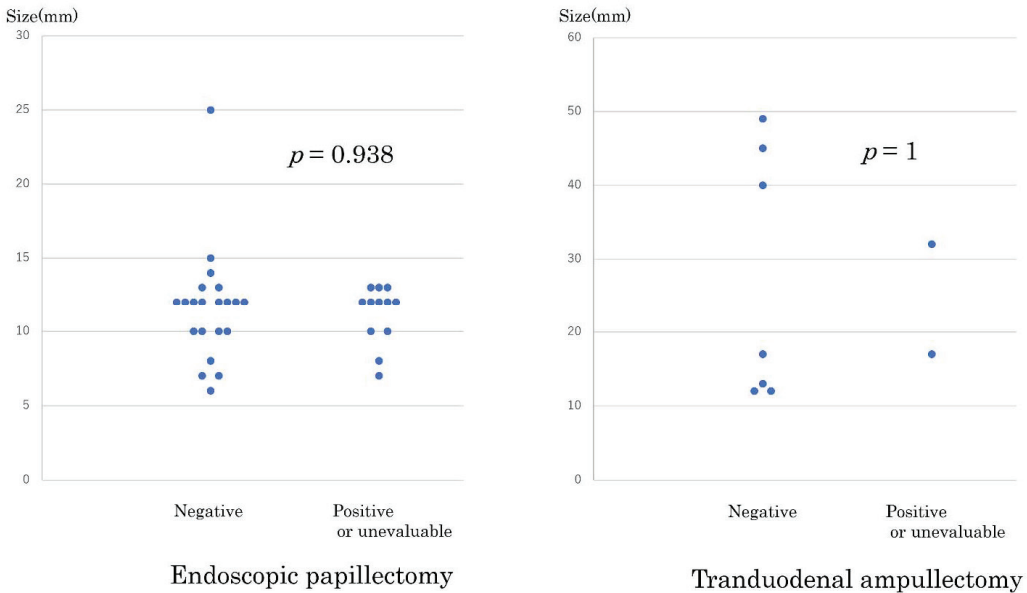 Size(mm)
30
25
20
15
10
5
0
p = 0.938
Negative
Positive
or unevaluable
Endoscopic papillectomy
Size(mm)
60
50
40
30
20
10
0
p = 1
Negative
Positive
or unevaluable
Tranduodenal ampullectomy